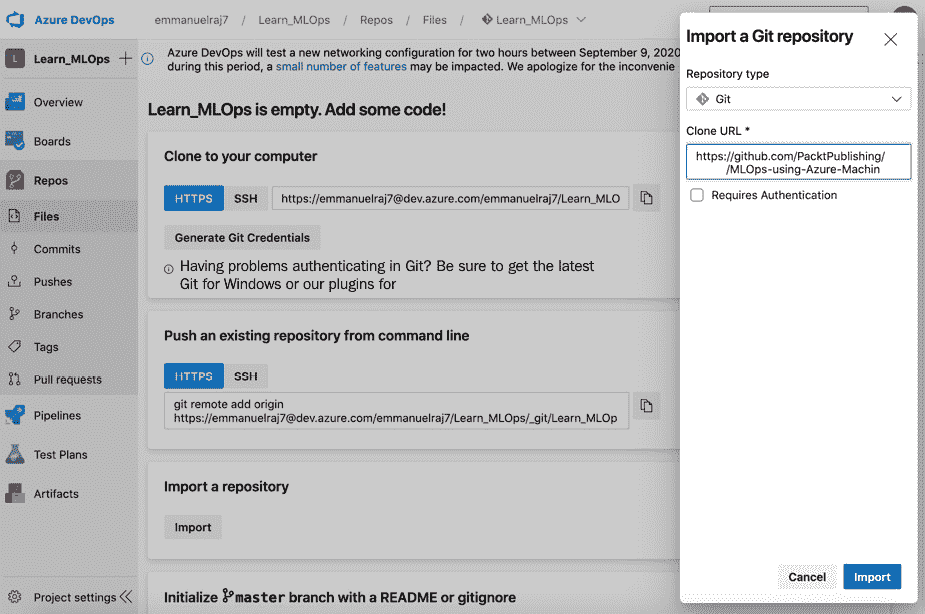 Azure DevOps
emmanuelraj7 / Learn_MLOps / Repos / Files / Learn_MLOps
L Learn_MLOps
Overview
Boards
Repos
Files
Commits
Pushes
Branches
Tags
Pull requests
Pipelines
Test Plans
Artifacts
Project settings
Azure DevOps will test a new networking configuration for two hours between September 9, 2020
during this period, a small number of features may be impacted. We apologize for the inconvenie
Learn_MLOps is empty. Add some code!
Clone to your computer
HTTPS SSH https://emmanuelraj7@dev.azure.com/emmanuelraj7/Learn_MLO
Generate Git Credentials
Having problems authenticating in Git? Be sure to get the latest
Git for Windows or our plugins for
Push an existing repository from command line
HTTPS SSH
git remote add origin
https://emmanuelraj7@dev.azure.com/emmanuelraj7/Learn_MLOps/_git/Learn_MLOp
Import a repository
Import
Initialize master branch with a README or gitignore
Import a Git repository
Repository type
Git
Clone URL *
https://github.com/PacktPublishing/
/MLOps-using-Azure-Machin
Requires Authentication
Cancel Import